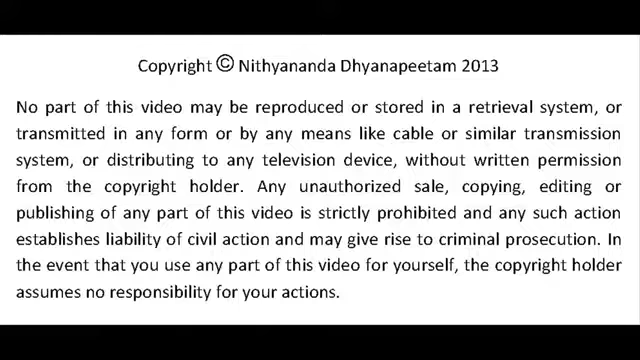 Copyright © Nithyananda Dhyanapeetam 2013
No part of this video may be reproduced or stored in a retrieval system, or
transmitted in any form or by any means like cable or similar transmission
system, or distributing to any television device, without written permission
from the copyright holder. Any unauthorized sale, copying, editing or
publishing of any part of this video is strictly prohibited and any such action
establishes liability of civil action and may give rise to criminal prosecution. In
the event that you use any part of this video for yourself, the copyright holder
assumes no responsibility for your actions.